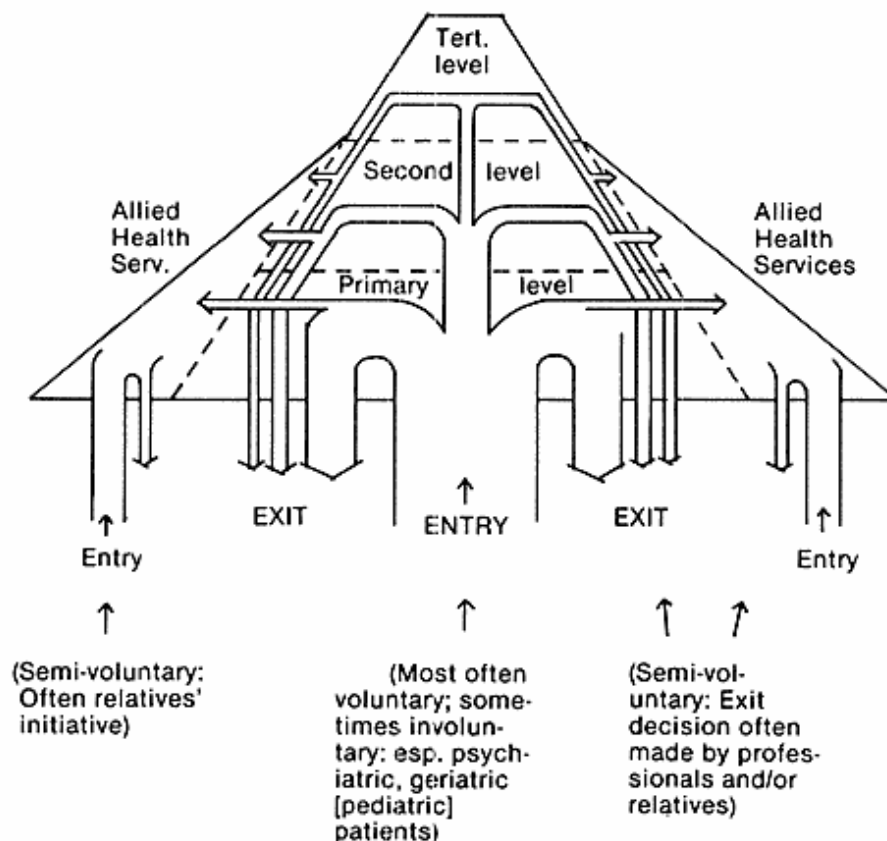 Tert.
level
Second level
Allied
Health
Serv.
Allied
Health
Services
Primary level
EXIT
ENTRY
EXIT
Entry
Entry
(Semi-voluntary:
Often relatives'
initiative)
(Most often
voluntary; some-
times involun-
tary: esp. psych-
iatric, geriatric
[pediatric]
patients)
(Semi-vol-
untary: Exit
decision often
made by profes-
sionals and/or
relatives)